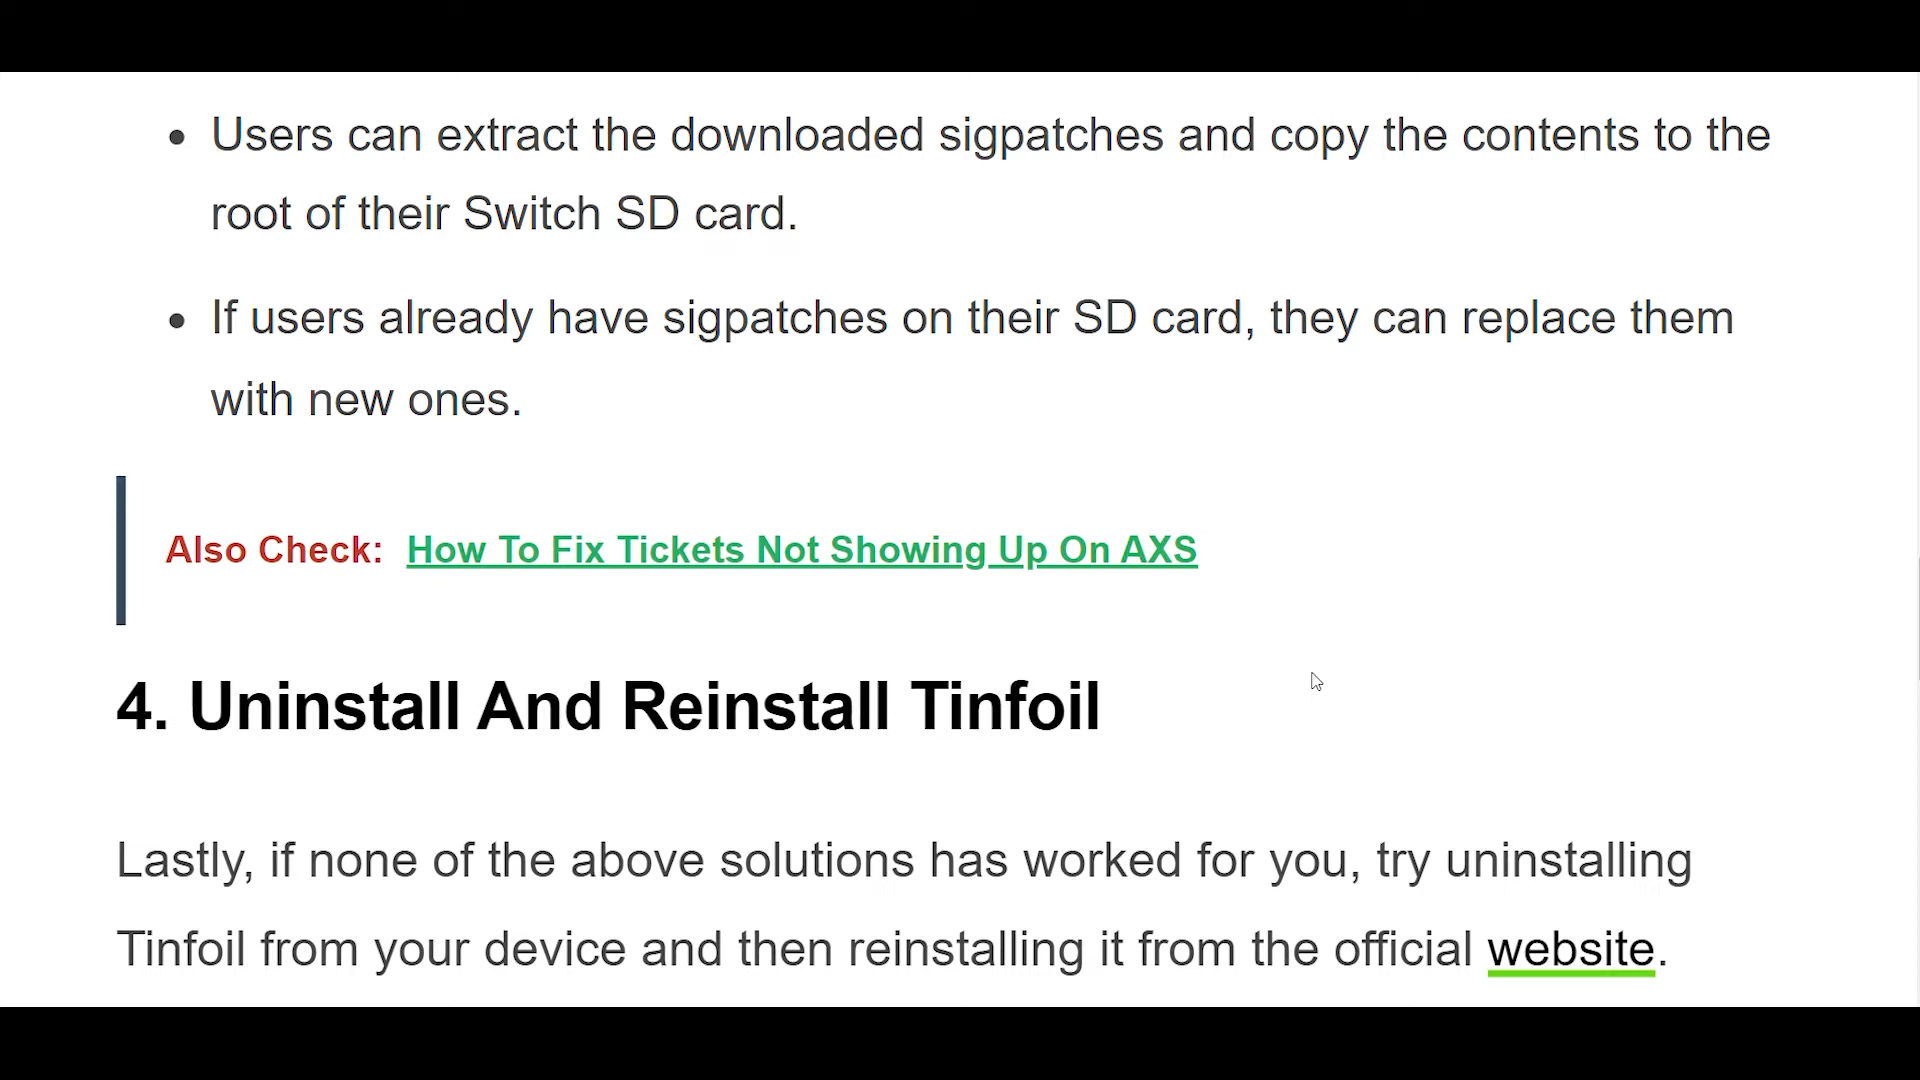 • Users can extract the downloaded sigpatches and copy the contents to the
root of their Switch SD card.
• If users already have sigpatches on their SD card, they can replace them
with new ones.
Also Check: How To Fix Tickets Not Showing Up On AXS
4. Uninstall And Reinstall Tinfoil
Lastly, if none of the above solutions has worked for you, try uninstalling
Tinfoil from your device and then reinstalling it from the official website.